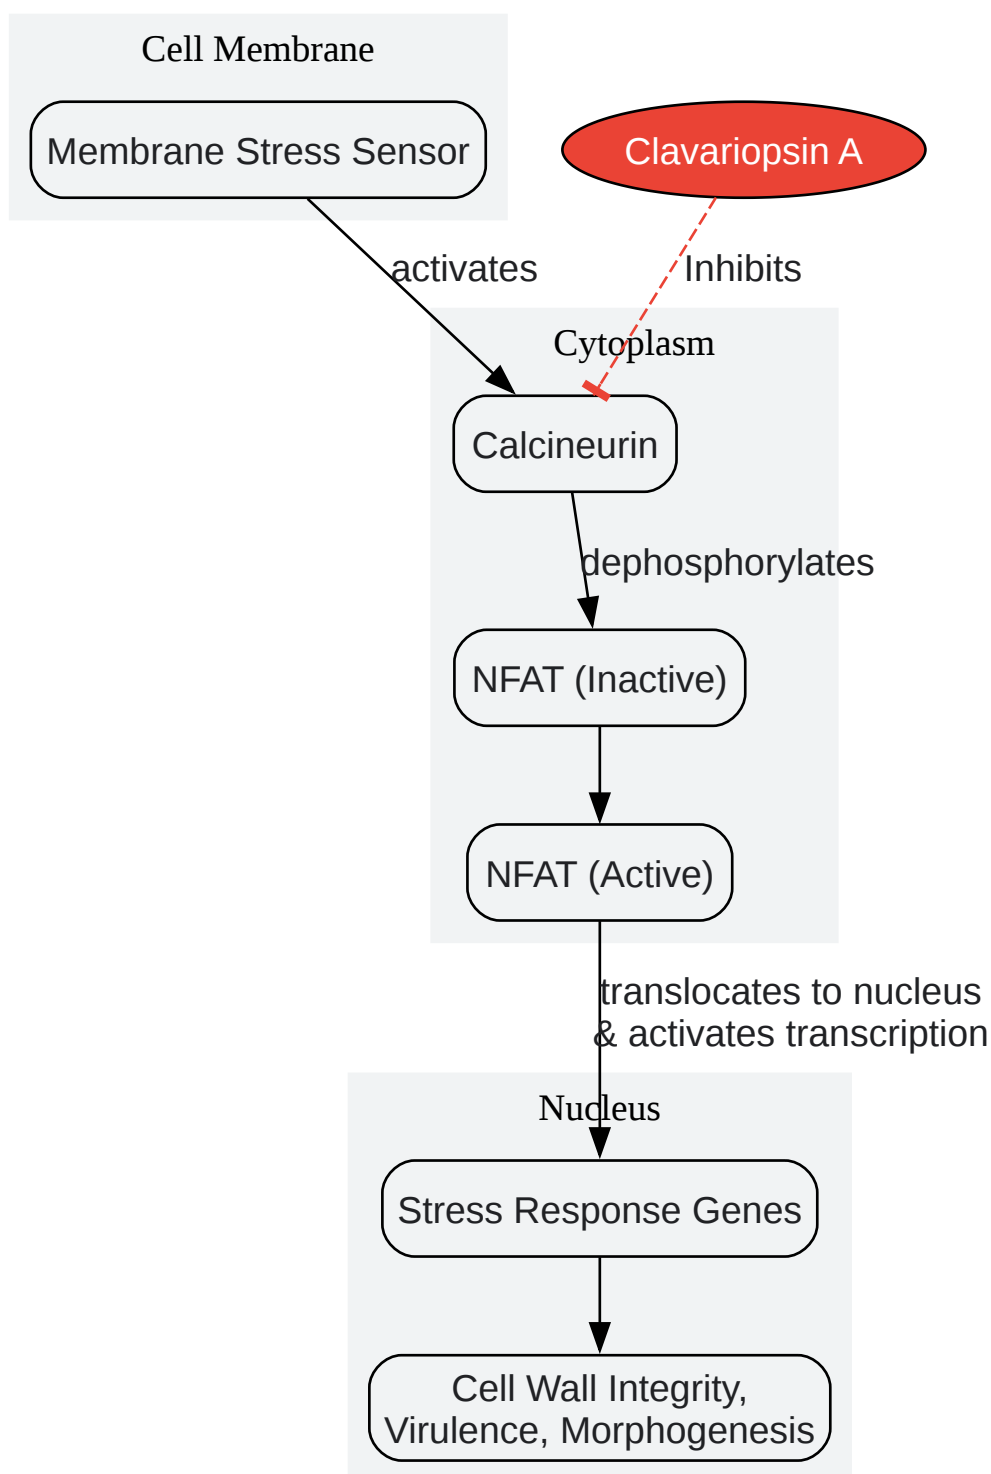 Cell Membrane
Membrane Stress Sensor
Clavariopsin A
activates
Inhibits
Cytoplasm
Calcineurin
dephosphorylates
NFAT (Inactive)
NFAT (Active)
translocates to nucleus
& activates transcription
Nucleus
Stress Response Genes
Cell Wall Integrity,
Virulence, Morphogenesis